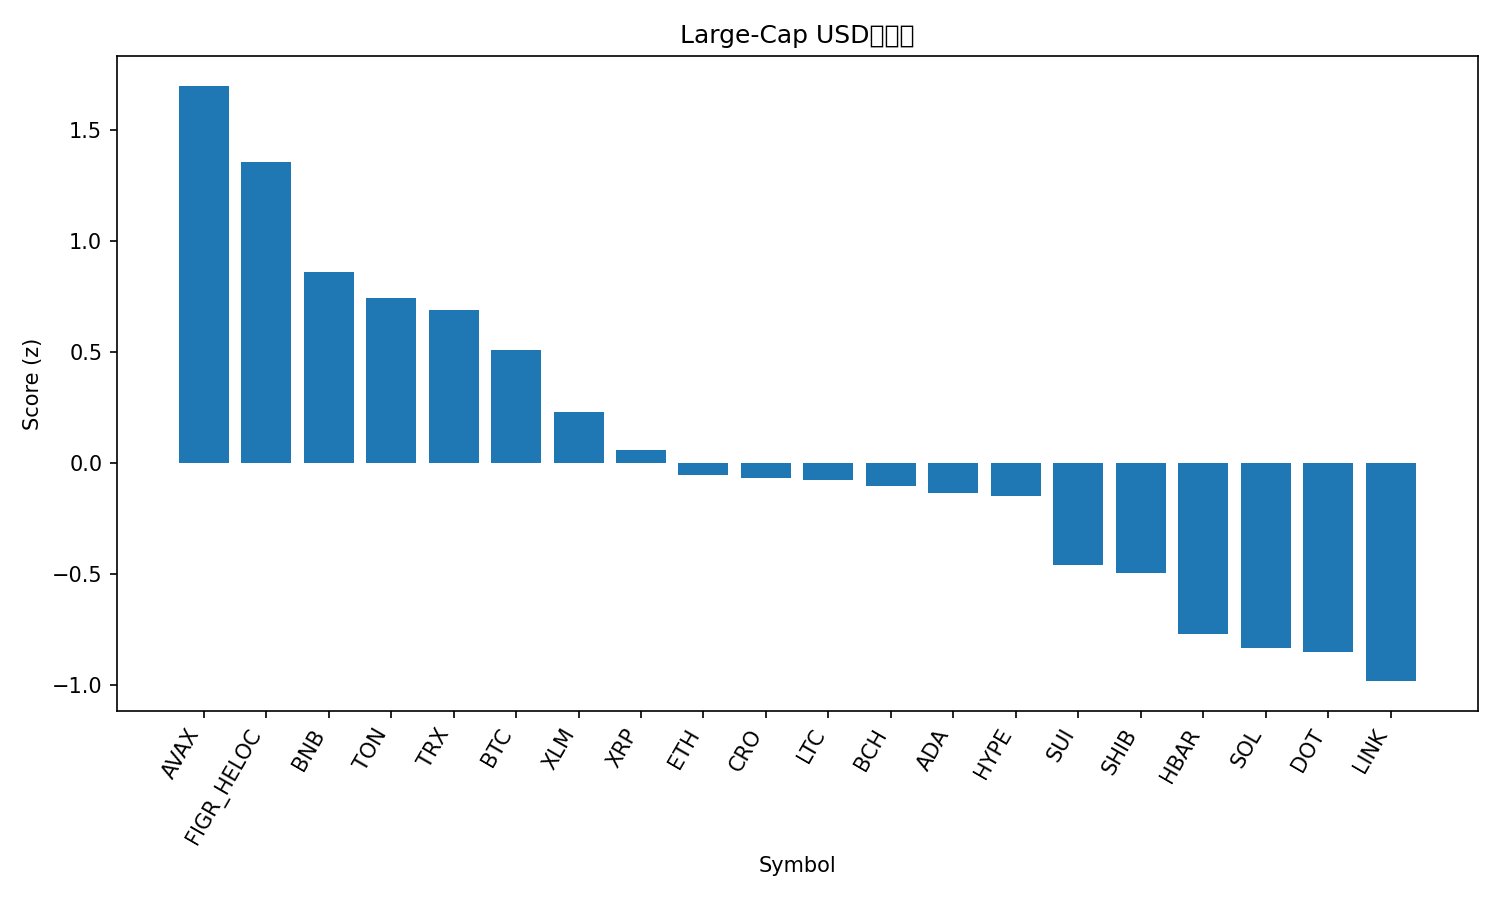 Large-Cap USD
Score (z)
1.5
1.0
0.5
0.0
−0.5
−1.0
AVAX
FIGR_HELOC
BNB
TON
TRX
BTC
XLM
XRP
ETH
CRO
LTC
BCH
ADA
HYPE
SUI
SHIB
HBAR
SOL
DOT
LINK
Symbol